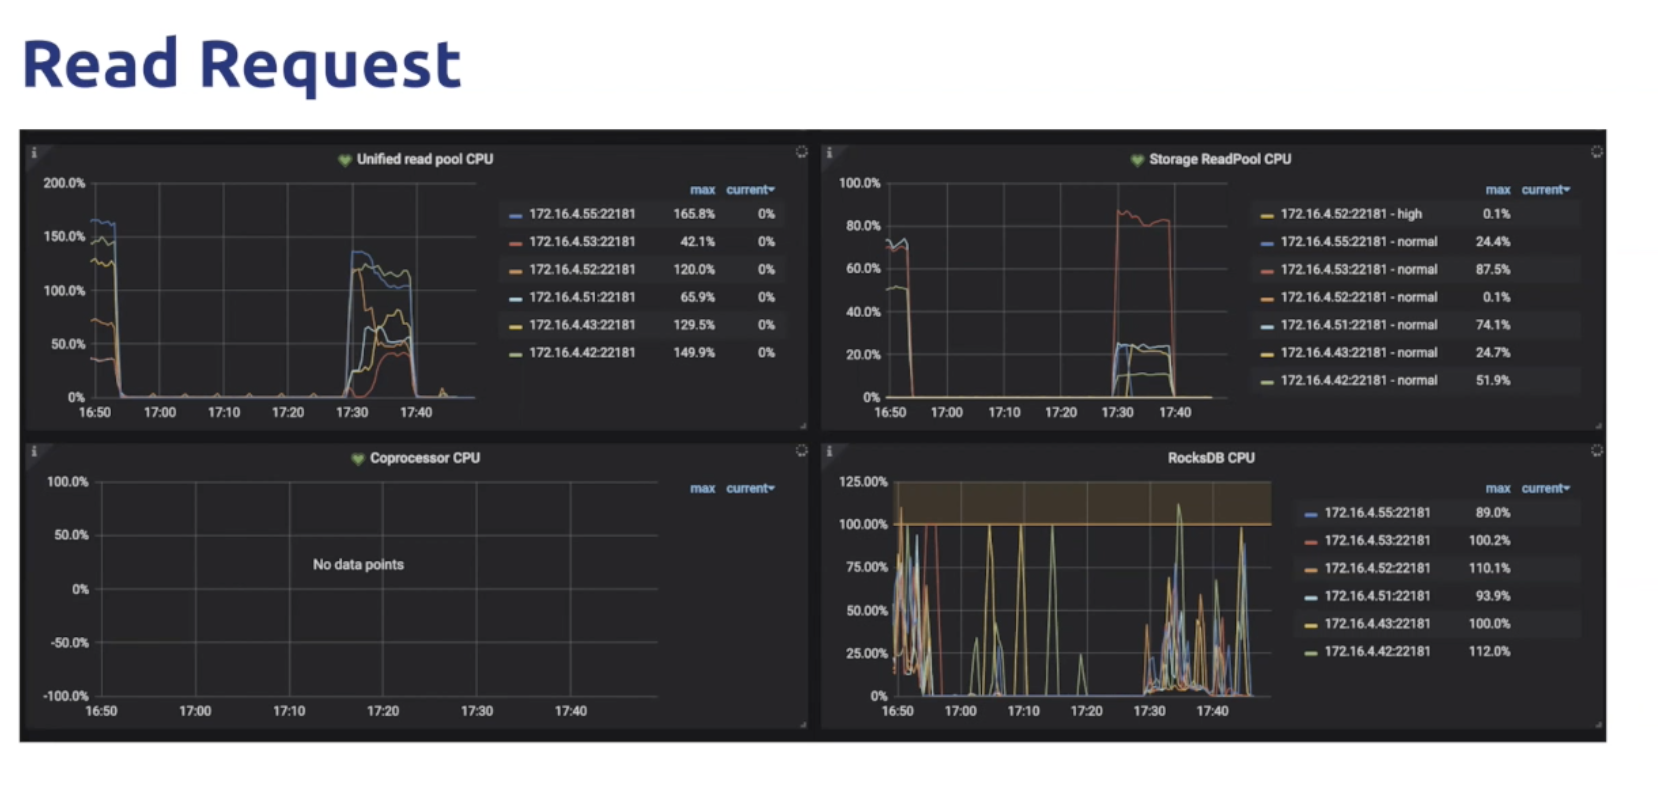 Read Request
Unified read pool CPU
max current
200.0%
150.0%
100.0%
50.0%
0%
16:50 17:00 17:10 17:20 17:30 17:40
172.16.4.55:22181 165.8% 0%
172.16.4.53:22181 42.1% 0%
172.16.4.52:22181 120.0% 0%
172.16.4.51:22181 65.9% 0%
172.16.4.43:22181 129.5% 0%
172.16.4.42:22181 149.9% 0%
Storage ReadPool CPU
max current
100.0%
80.0%
60.0%
40.0%
20.0%
0%
16:50 17:00 17:10 17:20 17:30 17:40
172.16.4.52:22181 - high 0.1%
172.16.4.55:22181 - normal 24.4%
172.16.4.53:22181 - normal 87.5%
172.16.4.52:22181 - normal 0.1%
172.16.4.51:22181 - normal 74.1%
172.16.4.43:22181 - normal 24.7%
172.16.4.42:22181 - normal 51.9%
Coprocessor CPU
max current
100.0%
50.0%
0%
-50.0%
-100.0%
No data points
16:50 17:00 17:10 17:20 17:30 17:40
RocksDB CPU
max current
125.00%
100.00%
75.00%
50.00%
25.00%
0%
16:50 17:00 17:10 17:20 17:30 17:40
172.16.4.55:22181 89.0%
172.16.4.53:22181 100.2%
172.16.4.52:22181 110.1%
172.16.4.51:22181 93.9%
172.16.4.43:22181 100.0%
172.16.4.42:22181 112.0%